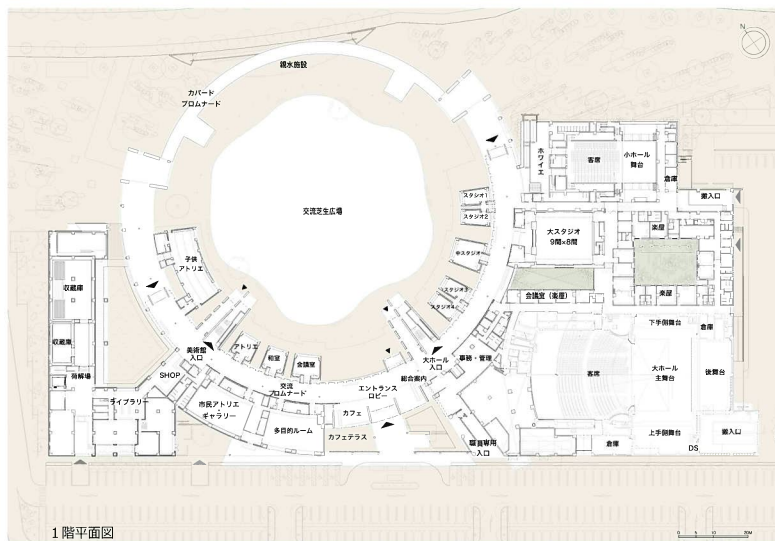 N
親水施設
カバード
プロムナード
交流芝生広場
ホワイエ
客席
小ホール
舞台
倉庫
搬入口
スタジオ1
スタジオ2
大スタジオ
9間×8間
楽屋
中スタジオ
子供
アトリエ
収蔵庫
スタジオ3
スタジオ4
会議室（楽屋）
楽屋
下手側舞台
倉庫
収蔵庫
荷解場
美術館
入口
アトリエ
和室
会議室
大ホール
入口
事務・管理
客席
大ホール
主舞台
後舞台
SHOP
交流
プロムナード
エントランス
ロビー
総合案内
ライブラリー
市民アトリエ
・
ギャラリー
カフェ
多目的ルーム
カフェテラス
職員専用
入口
倉庫
上手側舞台
DS
搬入口
1階平面図
0 5 10 20M